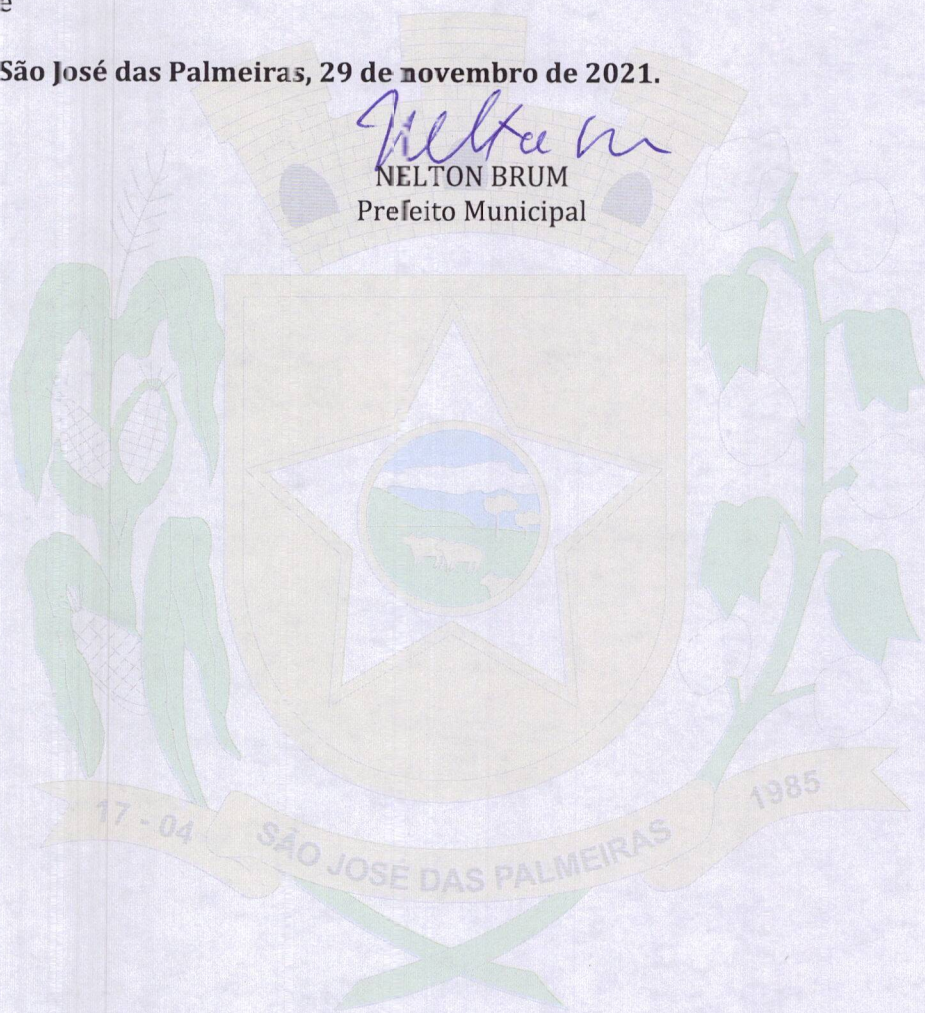 São José das Palmeiras, 29 de novembro de 2021.
NELTON BRUM
Prefeito Municipal
17 - 04
SÃO JOSÉ DAS PALMEIRAS
1985